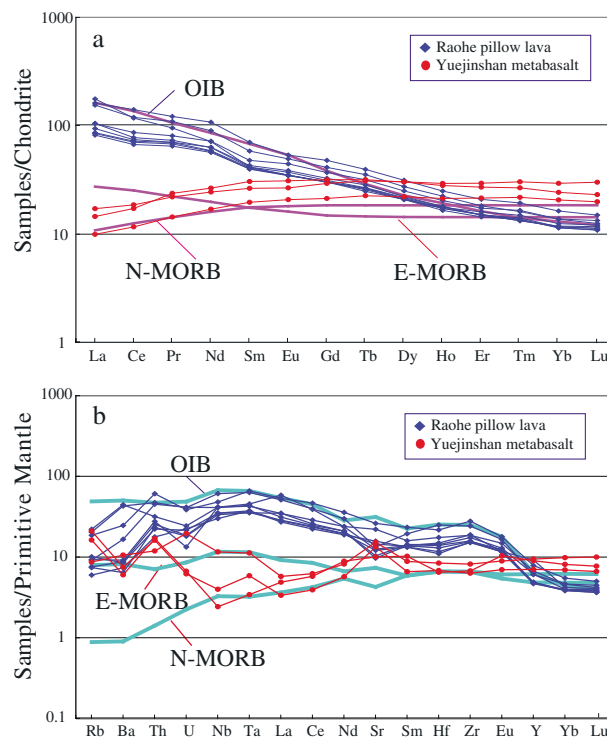 1000
a
Raohe pillow lava
Yuejinshan metabasalt
OIB
100
Samples/Chondrite
10
N-MORB
E-MORB
1
La Ce Pr Nd Sm Eu Gd Tb Dy Ho Er Tm Yb Lu
1000
b
Raohe pillow lava
Yuejinshan metabasalt
OIB
100
Samples/Primitive Mantle
10
E-MORB
1
N-MORB
0.1
Rb Ba Th U Nb Ta La Ce Nd Sr Sm Hf Zr Eu Y Yb Lu